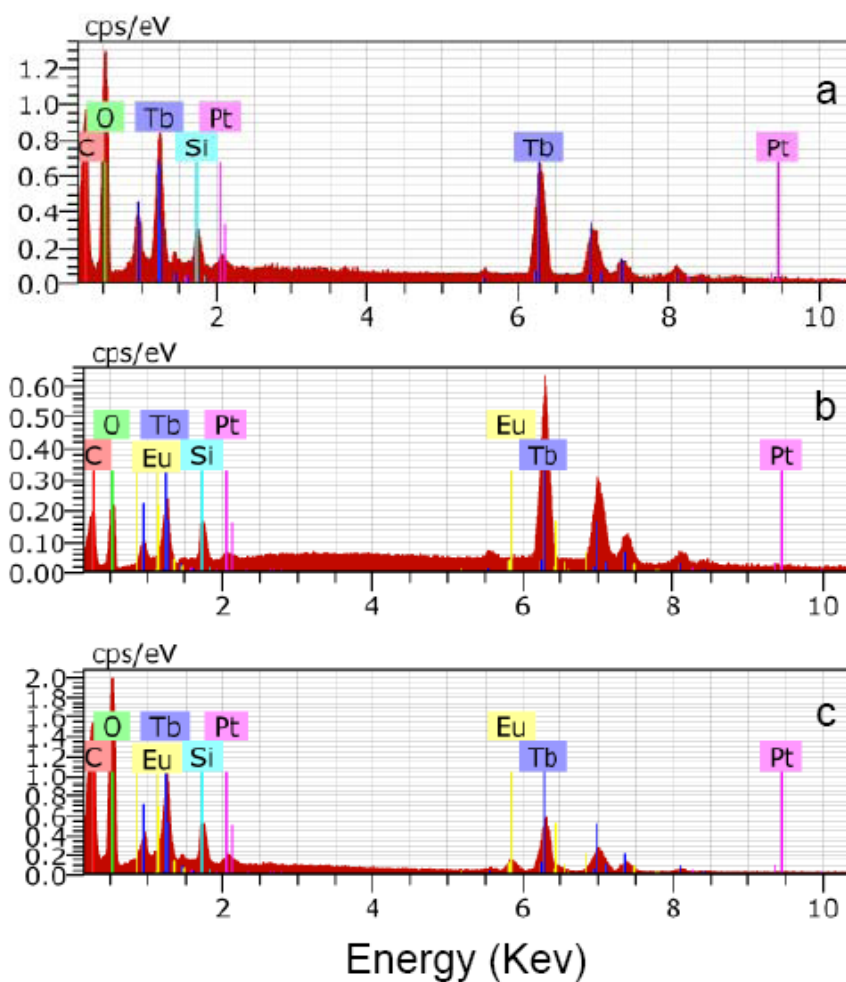 cps/eV
a
1.2
1.0
0.8
0.6
0.4
0.2
0.0
C
O
Tb
Si
Pt
Tb
Pt
2 4 6 8 10
cps/eV
b
0.60
0.50
0.40
0.30
0.20
0.10
0.00
C
O
Tb
Eu
Si
Pt
Eu
Tb
Pt
2 4 6 8 10
cps/eV
c
2.0
1.8
1.6
1.4
1.2
1.0
0.8
0.6
0.4
0.2
0.0
C
O
Tb
Eu
Si
Pt
Eu
Tb
Pt
2 4 6 8 10
Energy (Kev)